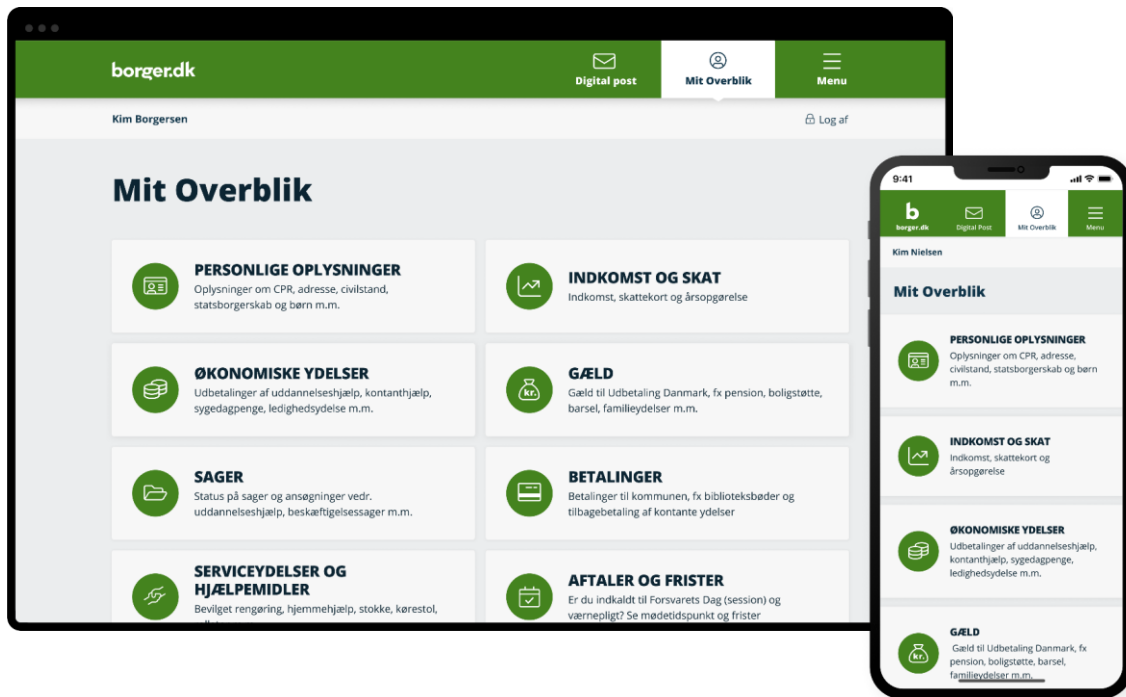 borger.dk
Digital post
Mit Overblik
Menu
Kim Borgersen
Log af
Mit Overblik
PERSONLIGE OPLYSNINGER
Oplysninger om CPR, adresse, civilstand,
statsborgerskab og børn m.m.
INDKOMST OG SKAT
Indkomst, skattekort og årsopgørelse
ØKONOMISKE YDELSER
Udbetalinger af uddannelseshjælp, kontanthjælp,
sygedagpenge, ledighedsydelse m.m.
GÆLD
kr.
Gæld til Udbetaling Danmark, fx pension, boligstøtte,
barsel, familieydelser m.m.
SAGER
Status på sager og ansøgninger vedr.
uddannelseshjælp, beskæftigelsessager m.m.
BETALINGER
Betalinger til kommunen, fx biblioteksbøder og
tilbagebetaling af kontante ydelser
SERVICEYDELSER OG
HJÆLPEMIDLER
Bevilget rengøring, hjemmehjælp, stokke, kørestol,
AFTALER OG FRISTER
Er du indkaldt til Forsvarets Dag (session) og
værnepligt? Se mødetidspunkt og frister
9:41
b
borger.dk
Digital Post
Mit Overblik
Menu
Kim Nielsen
Mit Overblik
PERSONLIGE OPLYSNINGER
Oplysninger om CPR, adresse,
civilstand, statsborgerskab og børn
m.m.
INDKOMST OG SKAT
Indkomst, skattekort og
årsopgørelse
ØKONOMISKE YDELSER
Udbetalinger af uddannelseshjælp,
kontanthjælp, sygedagpenge,
ledighedsydelse m.m.
GÆLD
kr.
Gæld til Udbetaling Danmark, fx
pension, boligstøtte, barsel,
familieydelser m.m.